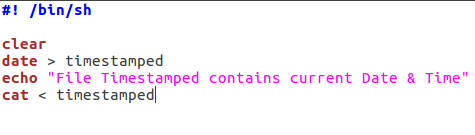 #! /bin/sh
clear
date > timestamped
echo "File Timestamped contains current Date & Time"
cat < timestamped